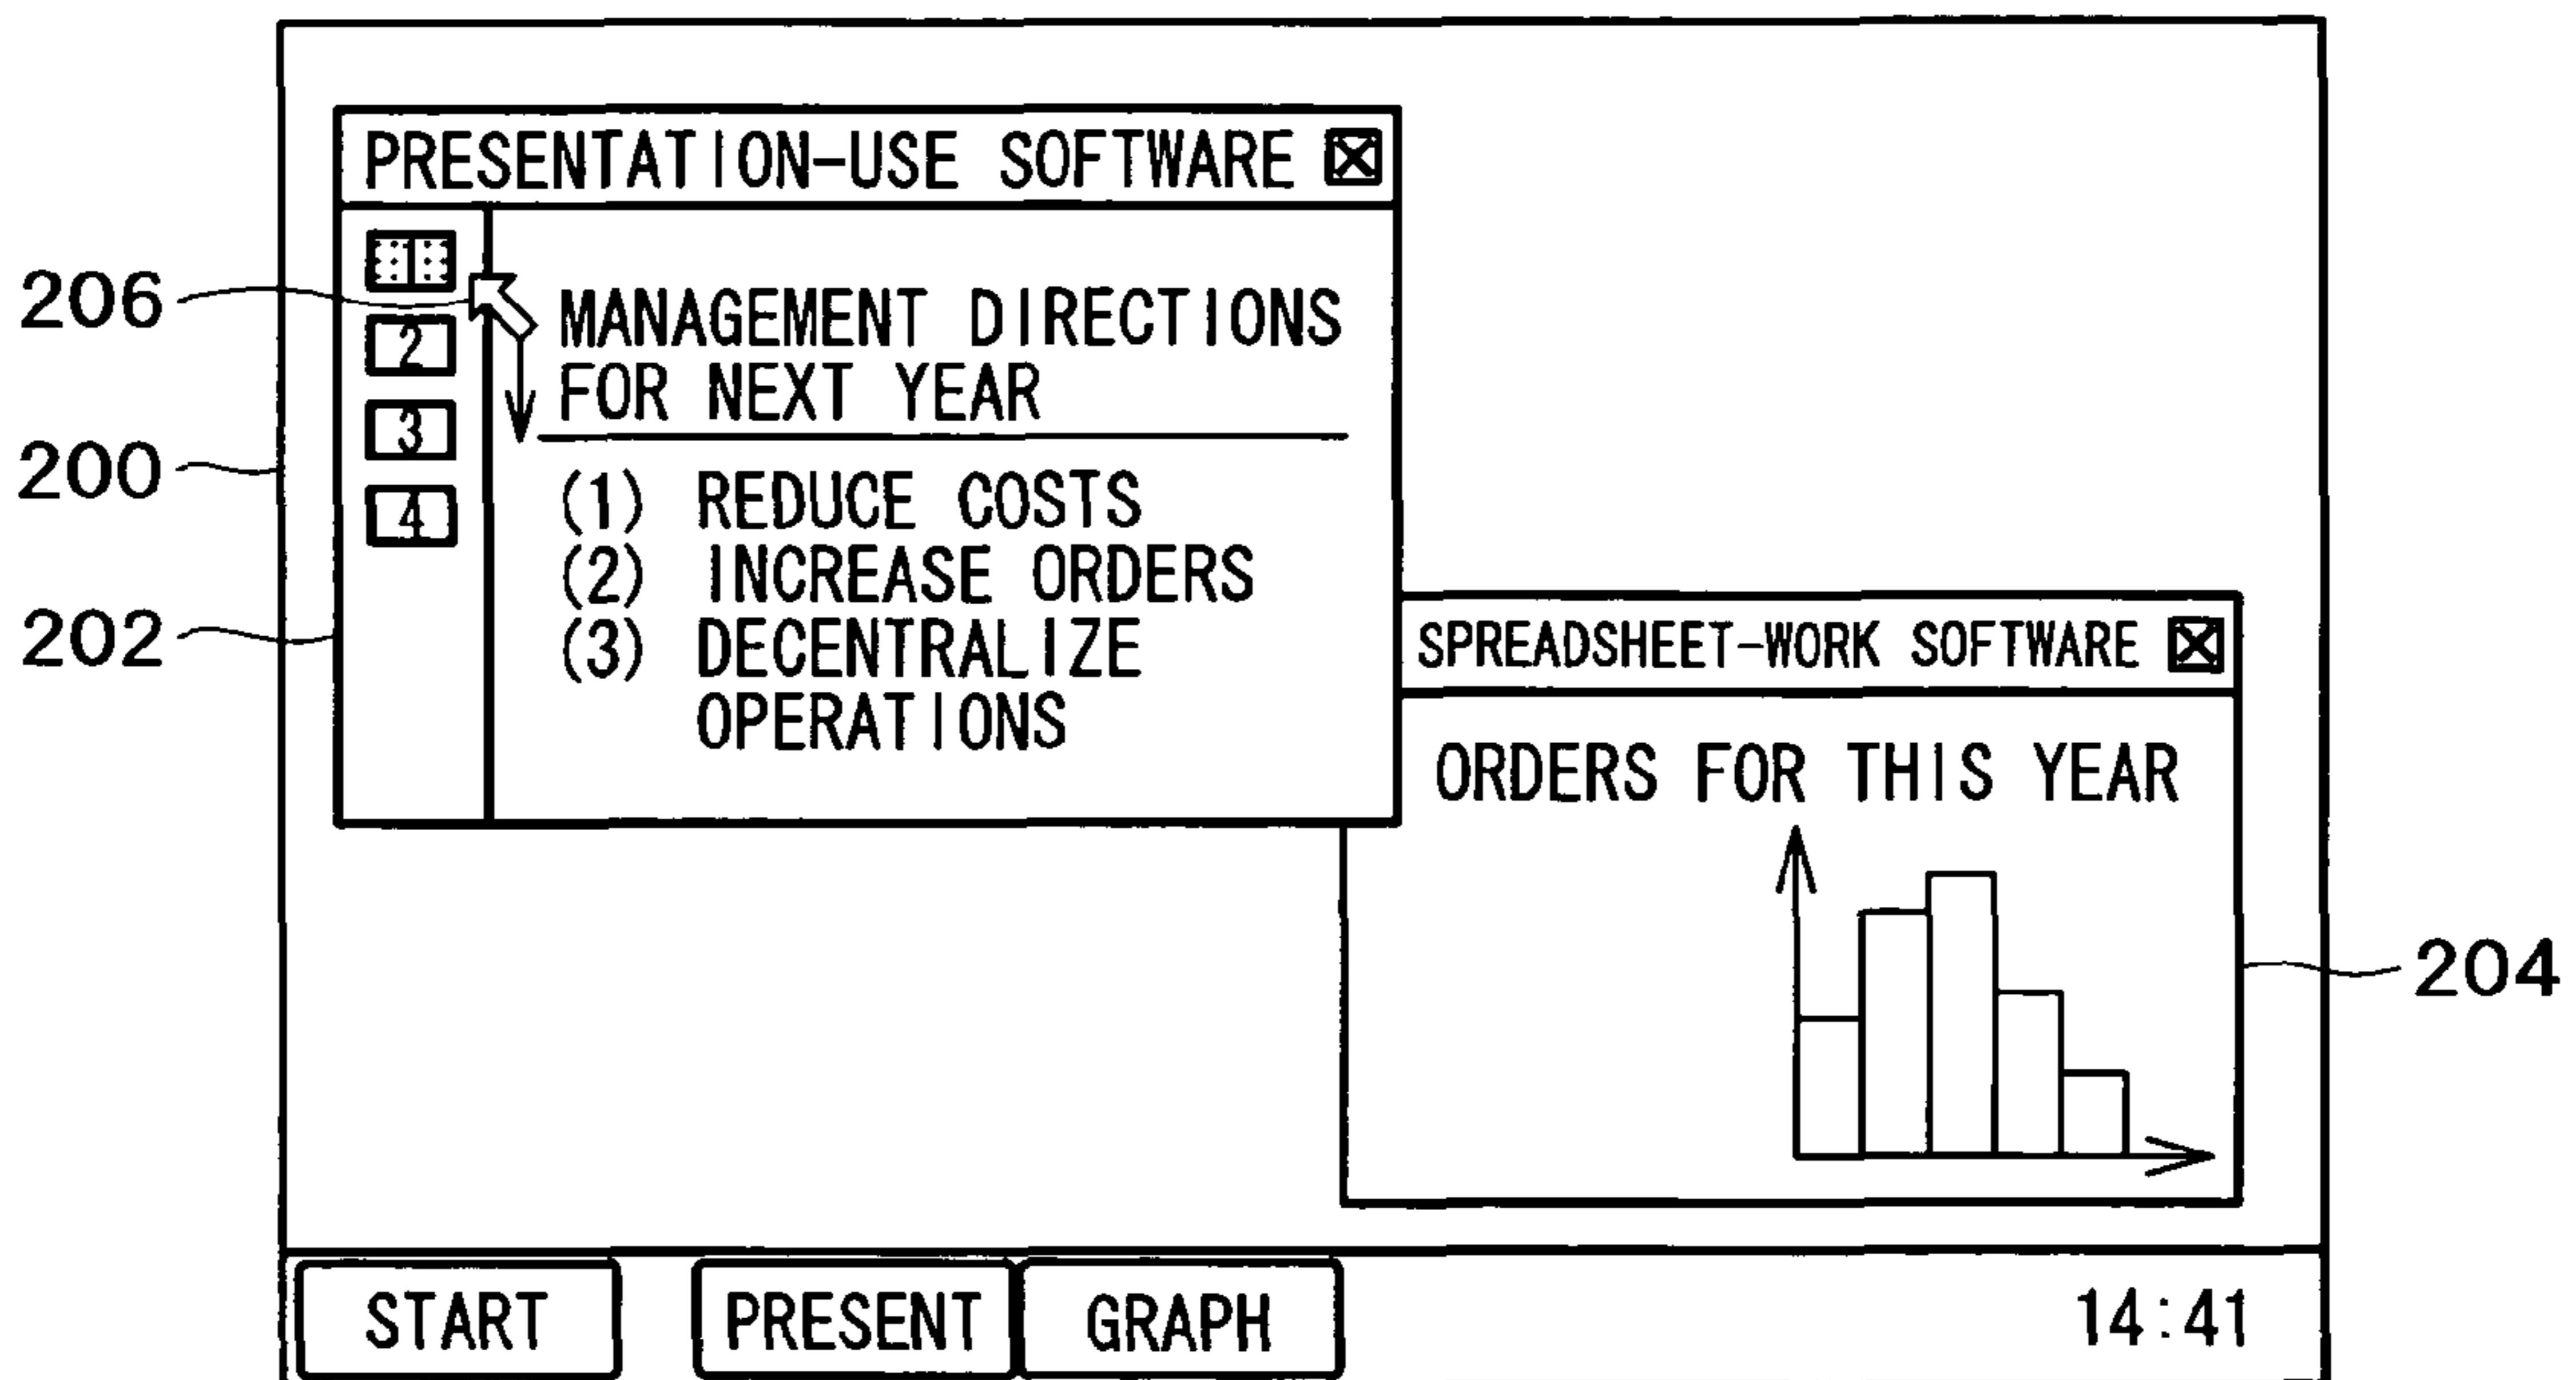 PRESENTATION-USE SOFTWARE
1
2
3
4
MANAGEMENT DIRECTIONS
FOR NEXT YEAR
(1) REDUCE COSTS
(2) INCREASE ORDERS
(3) DECENTRALIZE
OPERATIONS
206
200
202
SPREADSHEET-WORK SOFTWARE
ORDERS FOR THIS YEAR
204
START
PRESENT
GRAPH
14:41